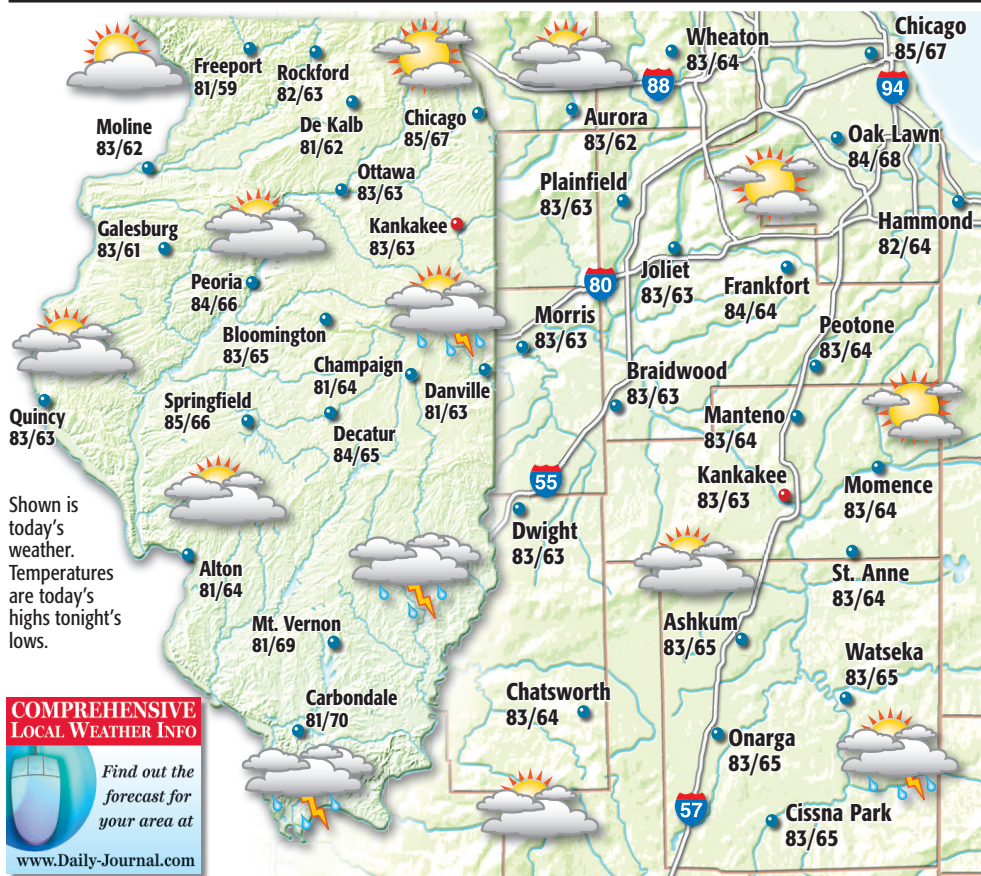 Freeport
81/59
Rockford
82/63
De Kalb
81/62
Chicago
85/67
Moline
83/62
Ottawa
83/63
Galesburg
83/61
Kankakee
83/63
Peoria
84/66
Bloomington
83/65
Champaign
81/64
Danville
81/63
Quincy
83/63
Springfield
85/66
Decatur
84/65
Shown is
today's
weather.
Temperatures
are today's
highs tonight's
lows.
Alton
81/64
Mt. Vernon
81/69
Carbondale
81/70
COMPREHENSIVE
LOCAL WEATHER INFO
Find out the
forecast for
your area at
www.Daily-Journal.com
Wheaton
83/64
Chicago
85/67
88
94
Aurora
83/62
Oak Lawn
84/68
Plainfield
83/63
Hammond
82/64
Joliet
83/63
80
Frankfort
84/64
Morris
83/63
Peotone
83/64
Braidwood
83/63
Manteno
83/64
Kankakee
83/63
Momence
83/64
55
Dwight
83/63
St. Anne
83/64
Ashkum
83/65
Watseka
83/65
Chatsworth
83/64
Onarga
83/65
57
Cissna Park
83/65